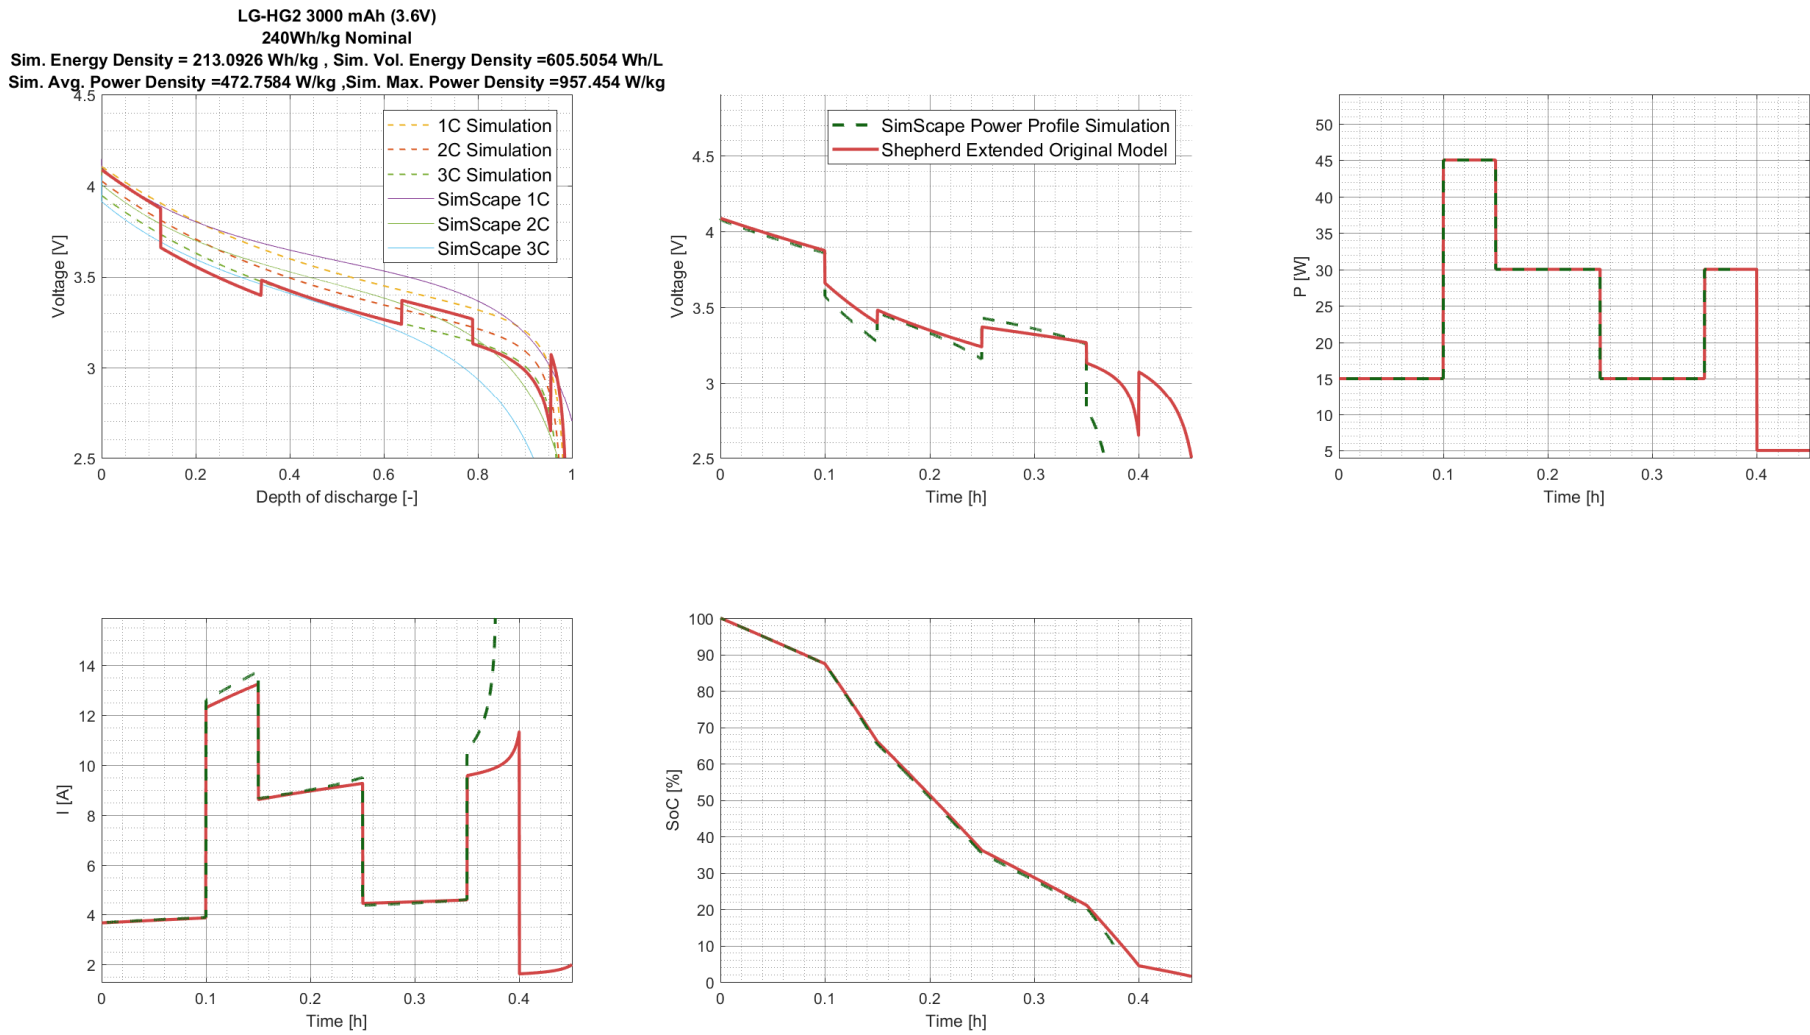 LG-HG2 3000 mAh (3.6V)
240Wh/kg Nominal
Sim. Energy Density = 213.0926 Wh/kg , Sim. Vol. Energy Density =605.5054 Wh/L
Sim. Avg. Power Density =472.7584 W/kg ,Sim. Max. Power Density =957.454 W/kg
4.5
4
3.5
3
2.5
Voltage [V]
1C Simulation
2C Simulation
3C Simulation
SimScape 1C
SimScape 2C
SimScape 3C
0 0.2 0.4 0.6 0.8 1
Depth of discharge [-]
4.5
4
3.5
3
2.5
Voltage [V]
SimScape Power Profile Simulation
Shepherd Extended Original Model
0 0.1 0.2 0.3 0.4
Time [h]
50
45
40
35
30
25
20
15
10
5
P [W]
0 0.1 0.2 0.3 0.4
Time [h]
14
12
10
8
6
4
2
I [A]
0 0.1 0.2 0.3 0.4
Time [h]
100
90
80
70
60
50
40
30
20
10
0
SoC [%]
0 0.1 0.2 0.3 0.4
Time [h]